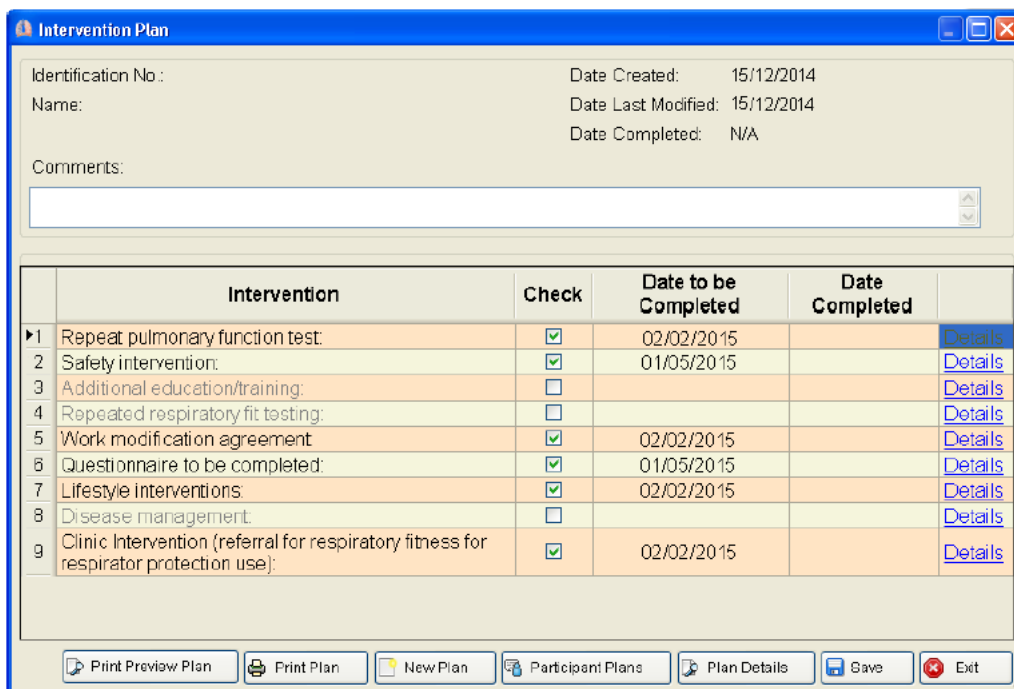 Intervention Plan
Identification No.: Date Created: 15/12/2014
Name: Date Last Modified: 15/12/2014
Date Completed: N/A
Comments:
Intervention Check Date to be Completed Date Completed
1 Repeat pulmonary function test: 02/02/2015 Details
2 Safety intervention: 01/05/2015 Details
3 Additional education/training: Details
4 Repeated respiratory fit testing: Details
5 Work modification agreement Details 02/02/2015
6 Questionnaire to be completed: 01/05/2015 Details
7 Lifestyle interventions: 02/02/2015 Details
8 Disease management: Details
9 Clinic Intervention (referral for respiratory fitness for
respirator protection use): 02/02/2015 Details
Print Preview Plan Print Plan New Plan Participant Plans Plan Details Save Exit